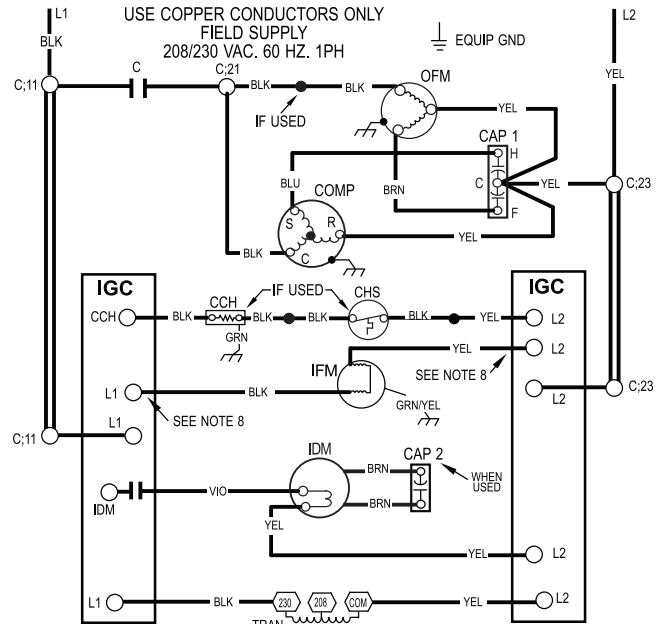 L1
USE COPPER CONDUCTORS ONLY
L2
FIELD SUPPLY
BLK
208/230 VAC. 60 HZ. 1PH
EQUIP GND
C
C;21
OFM
YEL
C;11
BLK
BLK
IF USED
YEL
CAP 1
H
BLU
COMP
BRN
C
YEL
C;23
S
R
F
BLK
C
YEL
IGC
IGC
CCH
IF USED
CHS
CCH
BLK
BLK
BLK
BLK
YEL
L2
GRN
YEL
L2
IFM
SEE NOTE 8
L1
BLK
L2
C;23
GRN/YEL
SEE NOTE 8
C;11
L1
IDM
CAP 2
BRN
WHEN
USED
VIO
IDM
BRN
YEL
YEL
L2
L1
BLK
230
208
COM
YEL
L2
TRAN